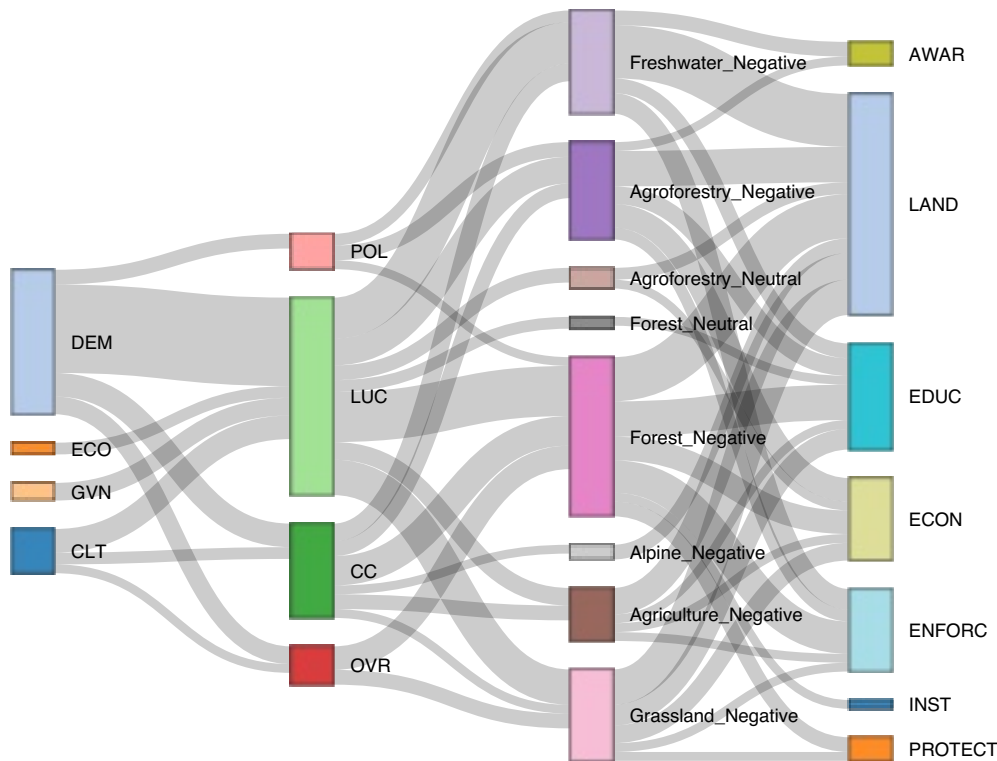 DEM
ECO
GVN
CLT
POL
LUC
CC
OVR
Freshwater_Negative
Agroforestry_Negative
Agroforestry_Neutral
Forest_Neutral
Forest_Negative
Alpine_Negative
Agriculture_Negative
Grassland_Negative
AWAR
LAND
EDUC
ECON
ENFORC
INST
PROTECT